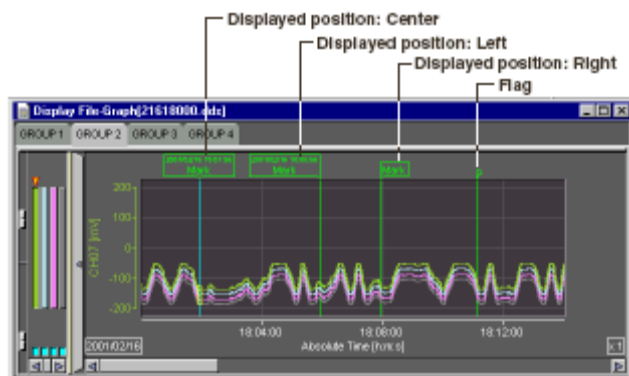 Displayed position: Center
Displayed position: Left
Displayed position: Right
Flag
Display File-Graph[21618000.dds]
GROUP 1 GROUP 2 GROUP 3 GROUP 4
Mark
Mark
Mark
200
100
0
-100
-200
CH07 [mV]
18:04:00
18:08:00
18:12:00
2001/02/16
Absolute Time [h:m:s]
x 1